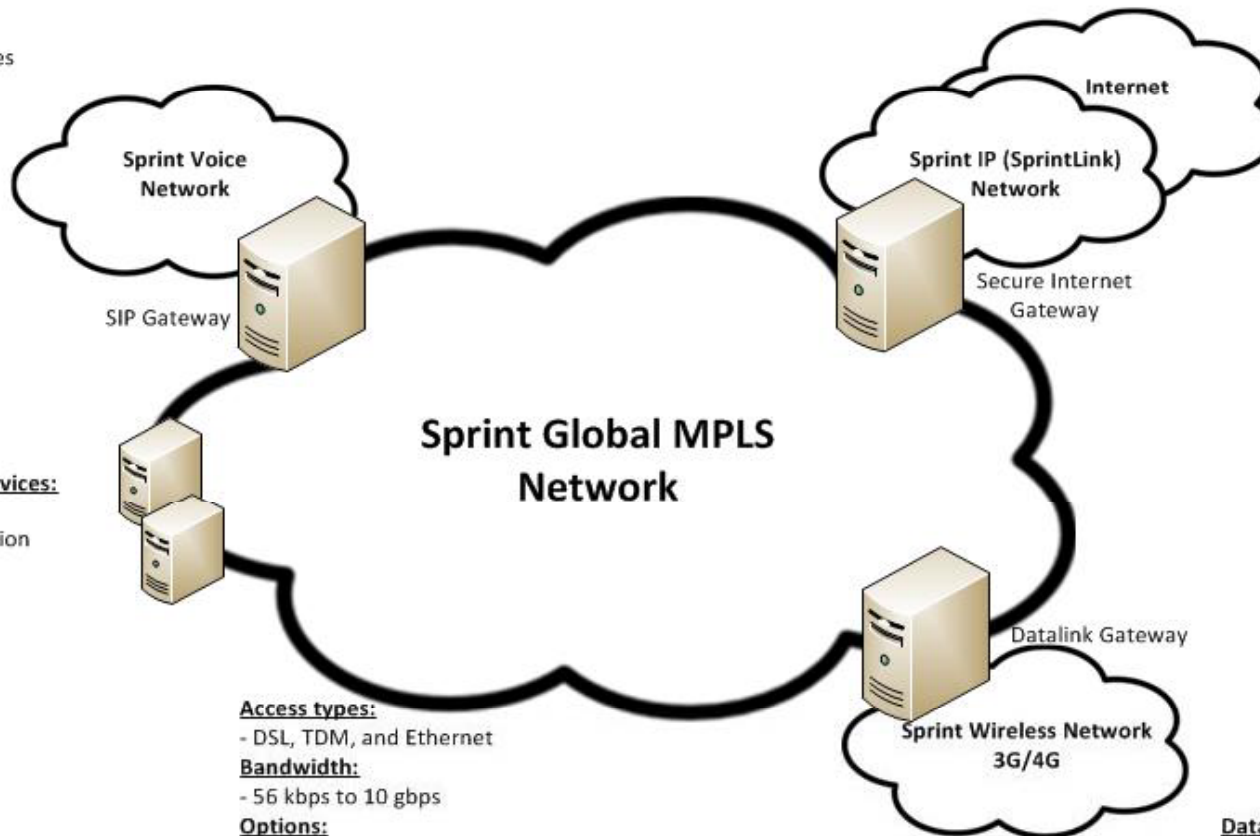 Internet
Sprint Voice
Network
Sprint IP (SprintLink)
Network
Secure Internet
Gateway
SIP Gateway
Sprint Global MPLS
Network
Datalink Gateway
Sprint Wireless Network
3G/4G
Access types:
- DSL, TDM, and Ethernet
Bandwidth:
- 56 kbps to 10 gbps
Options: